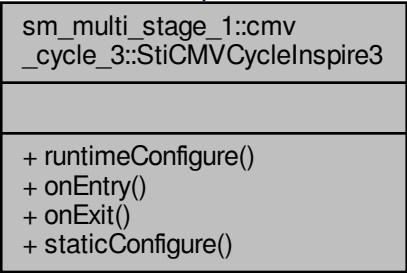 sm_multi_stage_1::cmv
_cycle_3::StiCMVCycleInspire3
+ runtimeConfigure()
+ onEntry()
+ onExit()
+ staticConfigure()